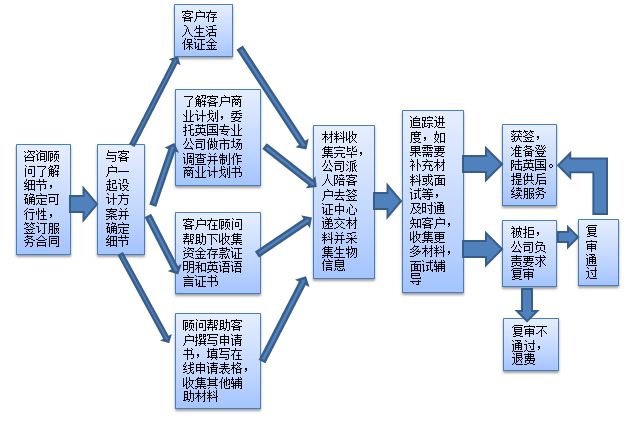 客户存
入生活
保证金
了解客户商
业计划，委
托英国专业
公司做市场
调查并制作
商业计划书
咨询顾
问了解
细节，
确定可
行性，
签订服
务合同
与客
户一
起设
计方
案并
确定
细节
客户在顾问
帮助下收集
资金存款证
明和英语语
言证书
顾问帮助客
户撰写申请
书，填写在
线申请表格，
收集其他辅
助材料
材料收
集完毕，
公司派
人陪客
户去签
证中心
递交材
料并采
集生物
信息
追踪进
度，如
果需要
补充材
料或面
试等，
及时通
知客户，
收集更
多材料，
面试辅
导
获签，
准备登
陆英国。
提供后
续服务
被拒，
公司负
责要求
复审
复
审
通
过
复审不
通过，
退费